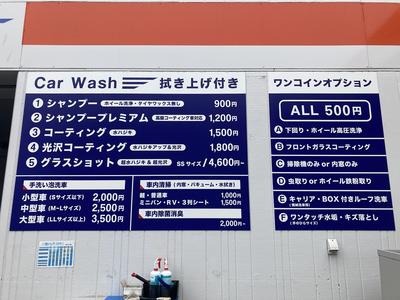 Car Wash 拭き上げ付き
1 シャンプー ホイール洗浄・タイヤワックス無し 900円
2 シャンプープレミアム 高級コーティング車対応 1,200円
3 コーティング 水ハジキ 1,500円
4 光沢コーティング 水ハジキアップ&光沢 1,800円
5 グラスショット 超水ハジキ&超光沢 SSサイズ/4,600円~
手洗い泡洗車
小型車(Sサイズ以下) 2,000円
中型車(M~Lサイズ) 2,500円
大型車(LLサイズ以上) 3,500円
車内清掃(内窓・バキューム・水拭き)
軽・普通車 1,000円
ミニバン・RV・3列シート 1,500円
車内除菌消臭
2,000円~
ワンコインオプション
ALL 500円
A 下回り・ホイール高圧洗浄
B フロントガラスコーティング
C 掃除機のみ or 内窓のみ
D 虫取り or ホイール鉄粉取り
E キャリア・BOX付きルーフ洗車
F ワンタッチ水垢・キズ落とし
(手のひらサイズ)